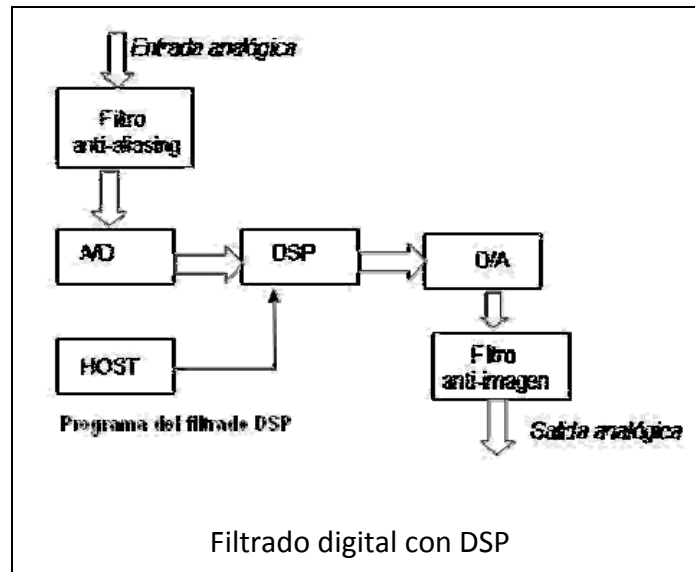 Entrada analógica
Filtro
anti-aliasing
A/D
DSP
D/A
HOST
Filtro
anti-imagen
Programa del filtrado DSP
Salida analógica
Filtrado digital con DSP